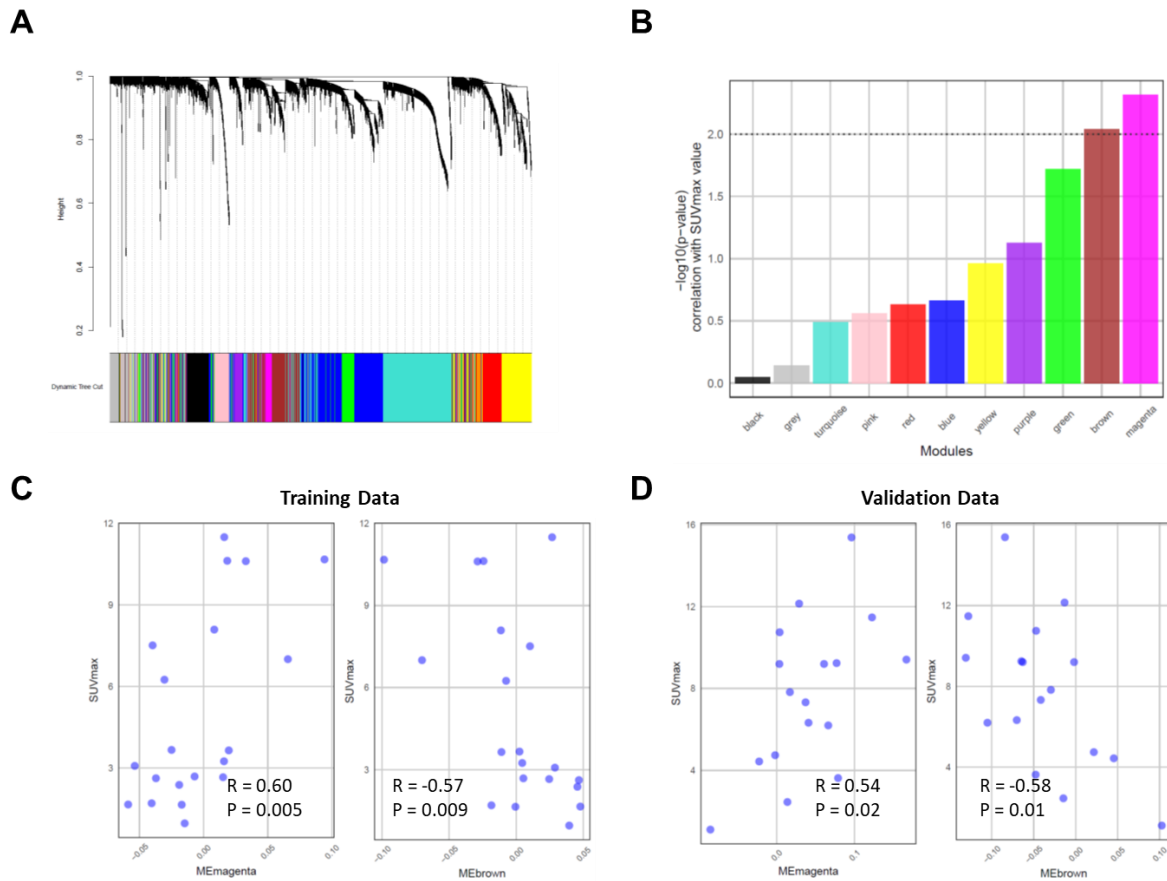 A
Height
1.0
0.8
0.6
0.4
0.2
Dynamic Tree Cut
B
−log10(p−value)
correlation with SUVmax value
2.0
1.5
1.0
0.5
0.0
black grey turquoise pink red blue yellow purple green brown magenta
Modules
C
Training Data
SUVmax
12
9
6
3
R = 0.60
P = 0.005
−0.05 0.00 0.05 0.10
MEmagenta
SUVmax
12
9
6
3
R = -0.57
P = 0.009
−0.10 −0.05 0.00 0.05
MEbrown
D
Validation Data
SUVmax
16
12
8
4
R = 0.54
P = 0.02
0.0 0.1
MEmagenta
SUVmax
16
12
8
4
R = -0.58
P = 0.01
−0.10 −0.05 0.00 0.05 0.10
MEbrown